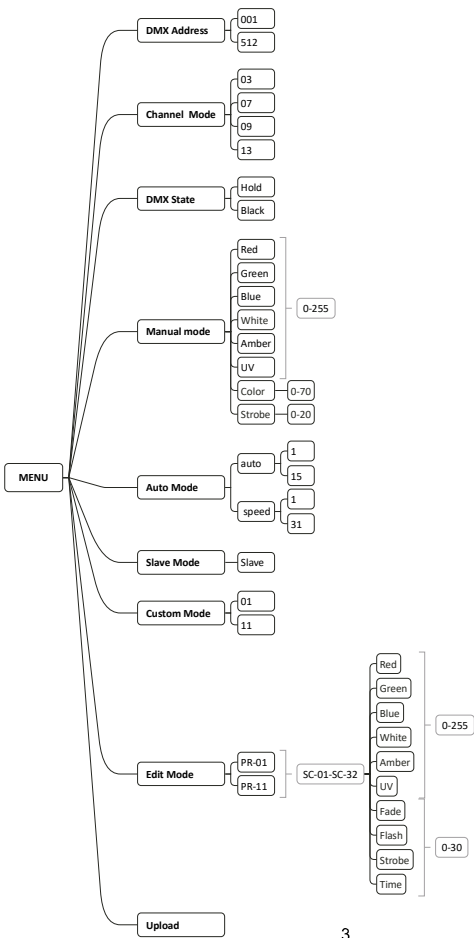 MENU
DMX Address
001
512
Channel Mode
03
07
09
13
DMX State
Hold
Black
Manual mode
Red
Green
Blue
White
Amber
UV
0-255
Color
0-70
Strobe
0-20
Auto Mode
auto
1
15
speed
1
31
Slave Mode
Slave
Custom Mode
01
11
Edit Mode
PR-01
PR-11
SC-01-SC-32
Red
Green
Blue
White
Amber
UV
0-255
Fade
Flash
Strobe
Time
0-30
Upload
3